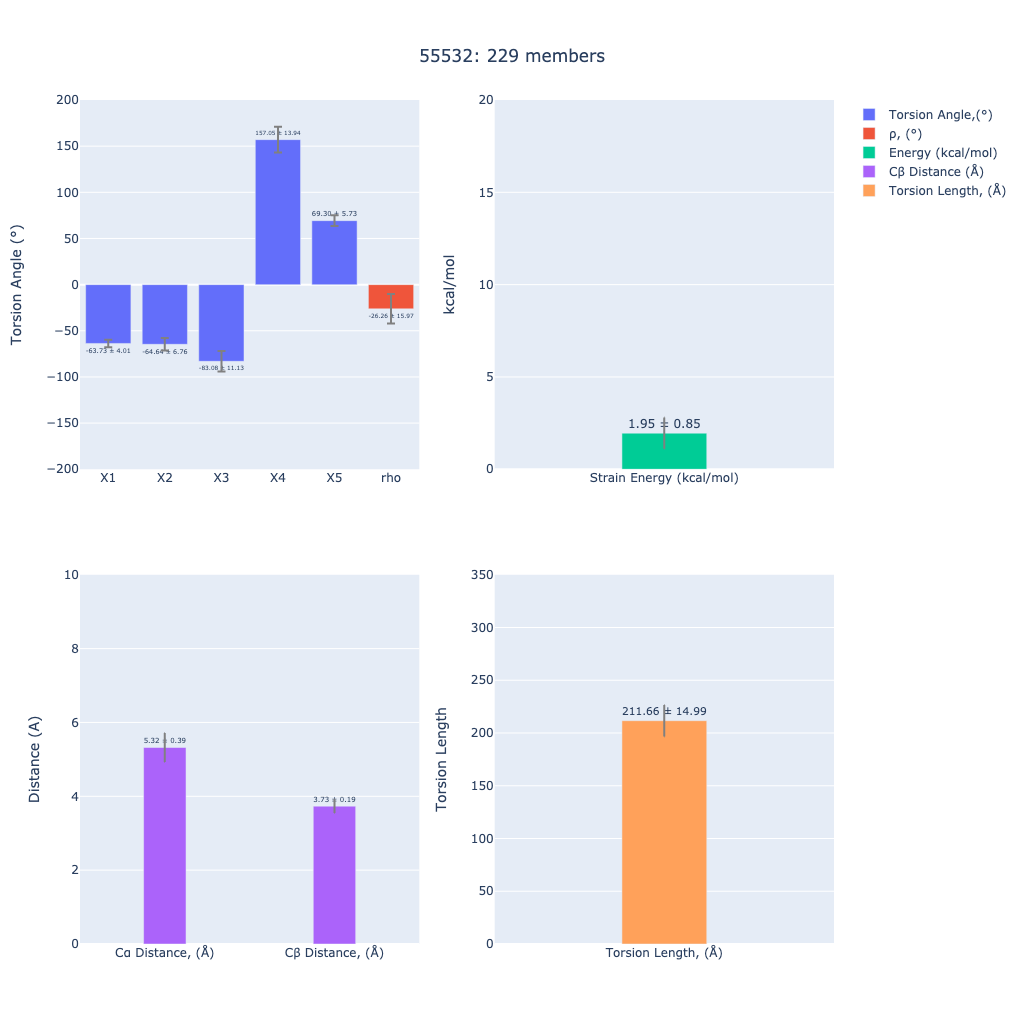 55532: 229 members
200
150
100
50
0
−50
−100
−150
−200
Torsion Angle (°)
157.05 ± 13.94
69.30 ± 5.73
-63.73 ± 4.01
-64.64 ± 6.76
-83.08 ± 11.13
-26.26 ± 15.97
X1
X2
X3
X4
X5
rho
20
15
10
5
0
kcal/mol
1.95 ± 0.85
Strain Energy (kcal/mol)
Torsion Angle,(°)
ρ, (°)
Energy (kcal/mol)
Cβ Distance (Å)
Torsion Length, (Å)
10
8
6
4
2
0
Distance (A)
5.32 ± 0.39
3.73 ± 0.19
Cα Distance, (Å)
Cβ Distance, (Å)
350
300
250
200
150
100
50
0
Torsion Length
211.66 ± 14.99
Torsion Length, (Å)